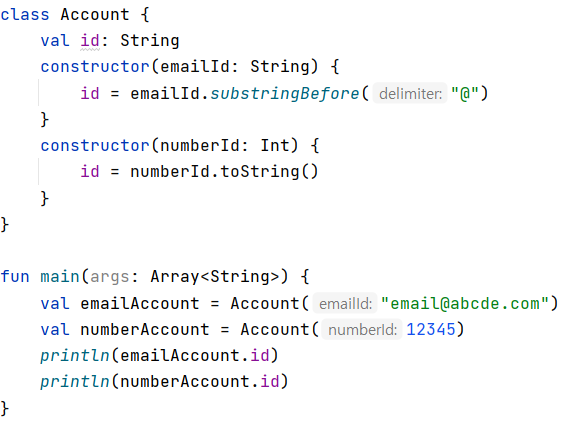 class Account {
    val id: String
    constructor(emailId: String) {
        id = emailId.substringBefore( delimiter: "@")
    }
    constructor(numberId: Int) {
        id = numberId.toString()
    }
}

fun main(args: Array<String>) {
    val emailAccount = Account( emailId: "email@abcde.com")
    val numberAccount = Account( numberId: 12345)
    println(emailAccount.id)
    println(numberAccount.id)
}